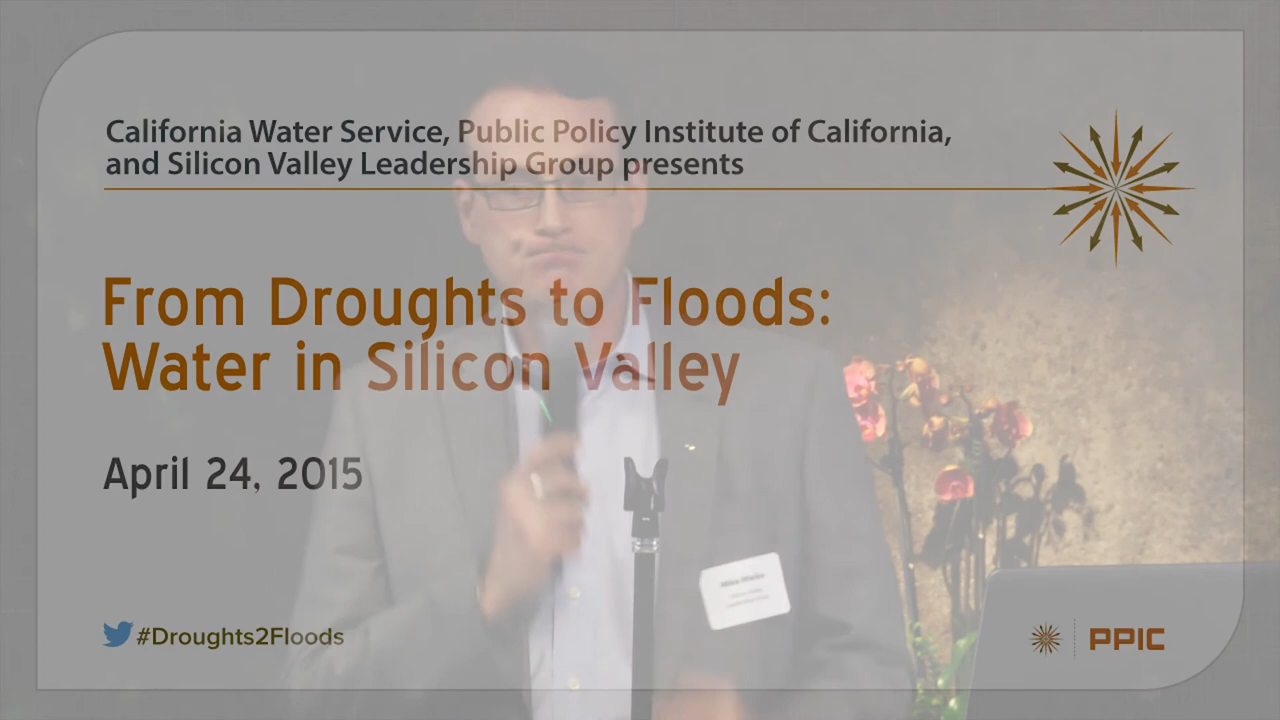 California Water Service, Public Policy Institute of California,
and Silicon Valley Leadership Group presents
From Droughts to Floods:
Water in Silicon Valley
April 24, 2015
#Droughts2Floods
PPIC